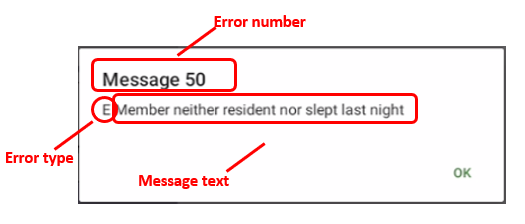 Error number
Message 50
E Member neither resident nor slept last night
Error type
Message text
OK